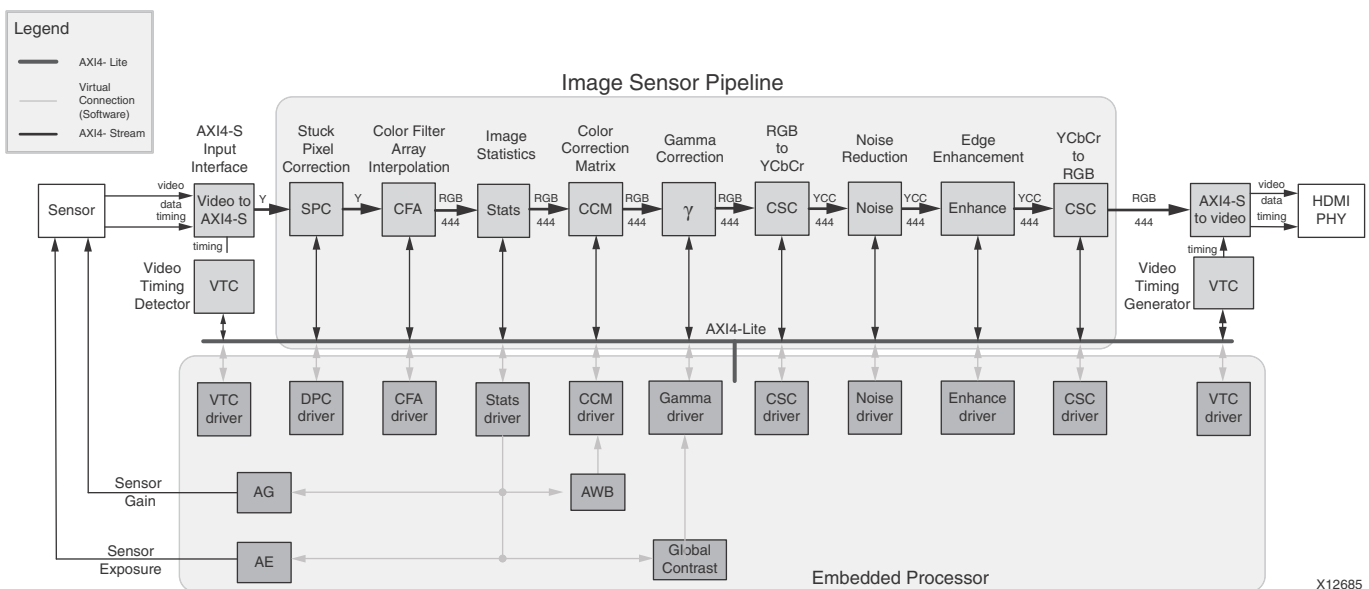 Legend
AXI4- Lite
Virtual
Connection
(Software)
AXI4- Stream
Image Sensor Pipeline
AXI4-S
Input
Interface
Stuck
Pixel
Correction
Color Filter
Array
Interpolation
Image
Statistics
Color
Correction
Matrix
Gamma
Correction
RGB
to
YCbCr
Noise
Reduction
Edge
Enhancement
YCbCr
to
RGB
Sensor
video
data
timing
Video to
AXI4-S
Y
SPC
Y
CFA
RGB
444
Stats
RGB
444
CCM
RGB
444
γ
RGB
444
CSC
YCC
444
Noise
YCC
444
Enhance
YCC
444
CSC
RGB
444
AXI4-S
to video
video
data
timing
HDMI
PHY
timing
Video
Timing
Detector
VTC
timing
Video
Timing
Generator
VTC
AXI4-Lite
VTC
driver
DPC
driver
CFA
driver
Stats
driver
CCM
driver
Gamma
driver
CSC
driver
Noise
driver
Enhance
driver
CSC
driver
VTC
driver
Sensor
Gain
AG
AWB
Sensor
Exposure
AE
Global
Contrast
Embedded Processor
X12685